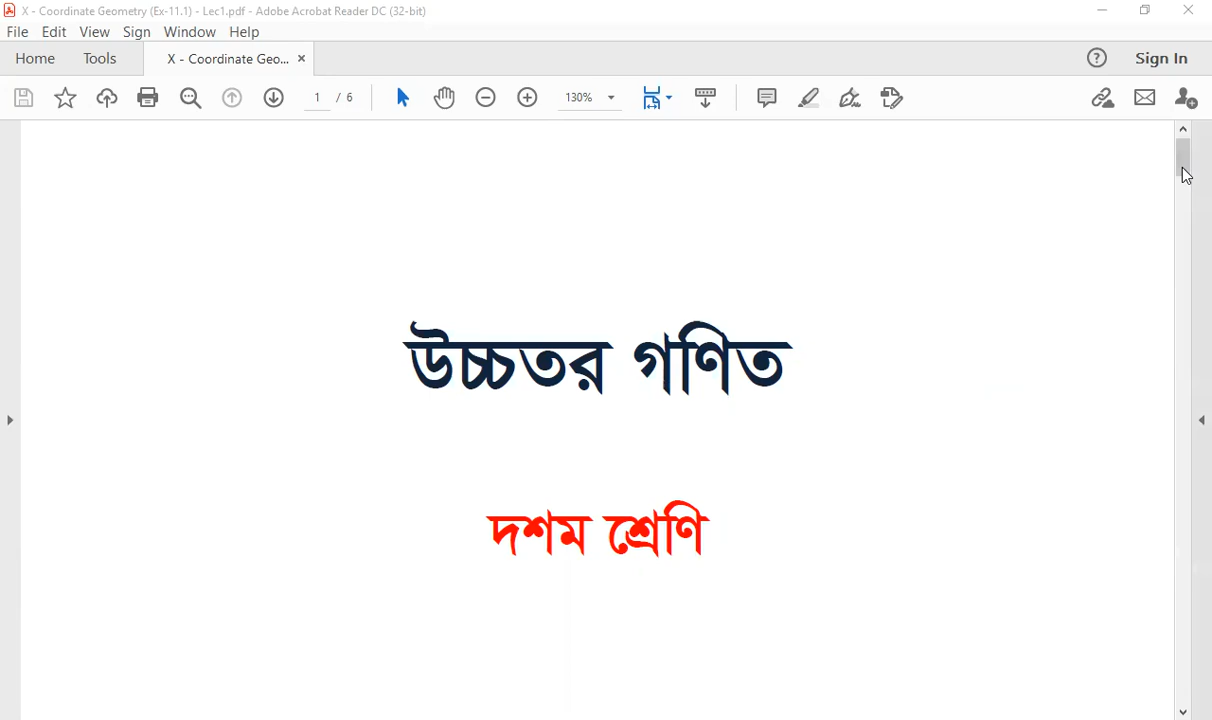 X - Coordinate Geometry (Ex-11.1) - Lec1.pdf - Adobe Acrobat Reader DC (32-bit)
File Edit View Sign Window Help
Home Tools X - Coordinate Geo... Sign In
1 / 6 130%
উচ্চতর গণিত
দশম শ্রেণি